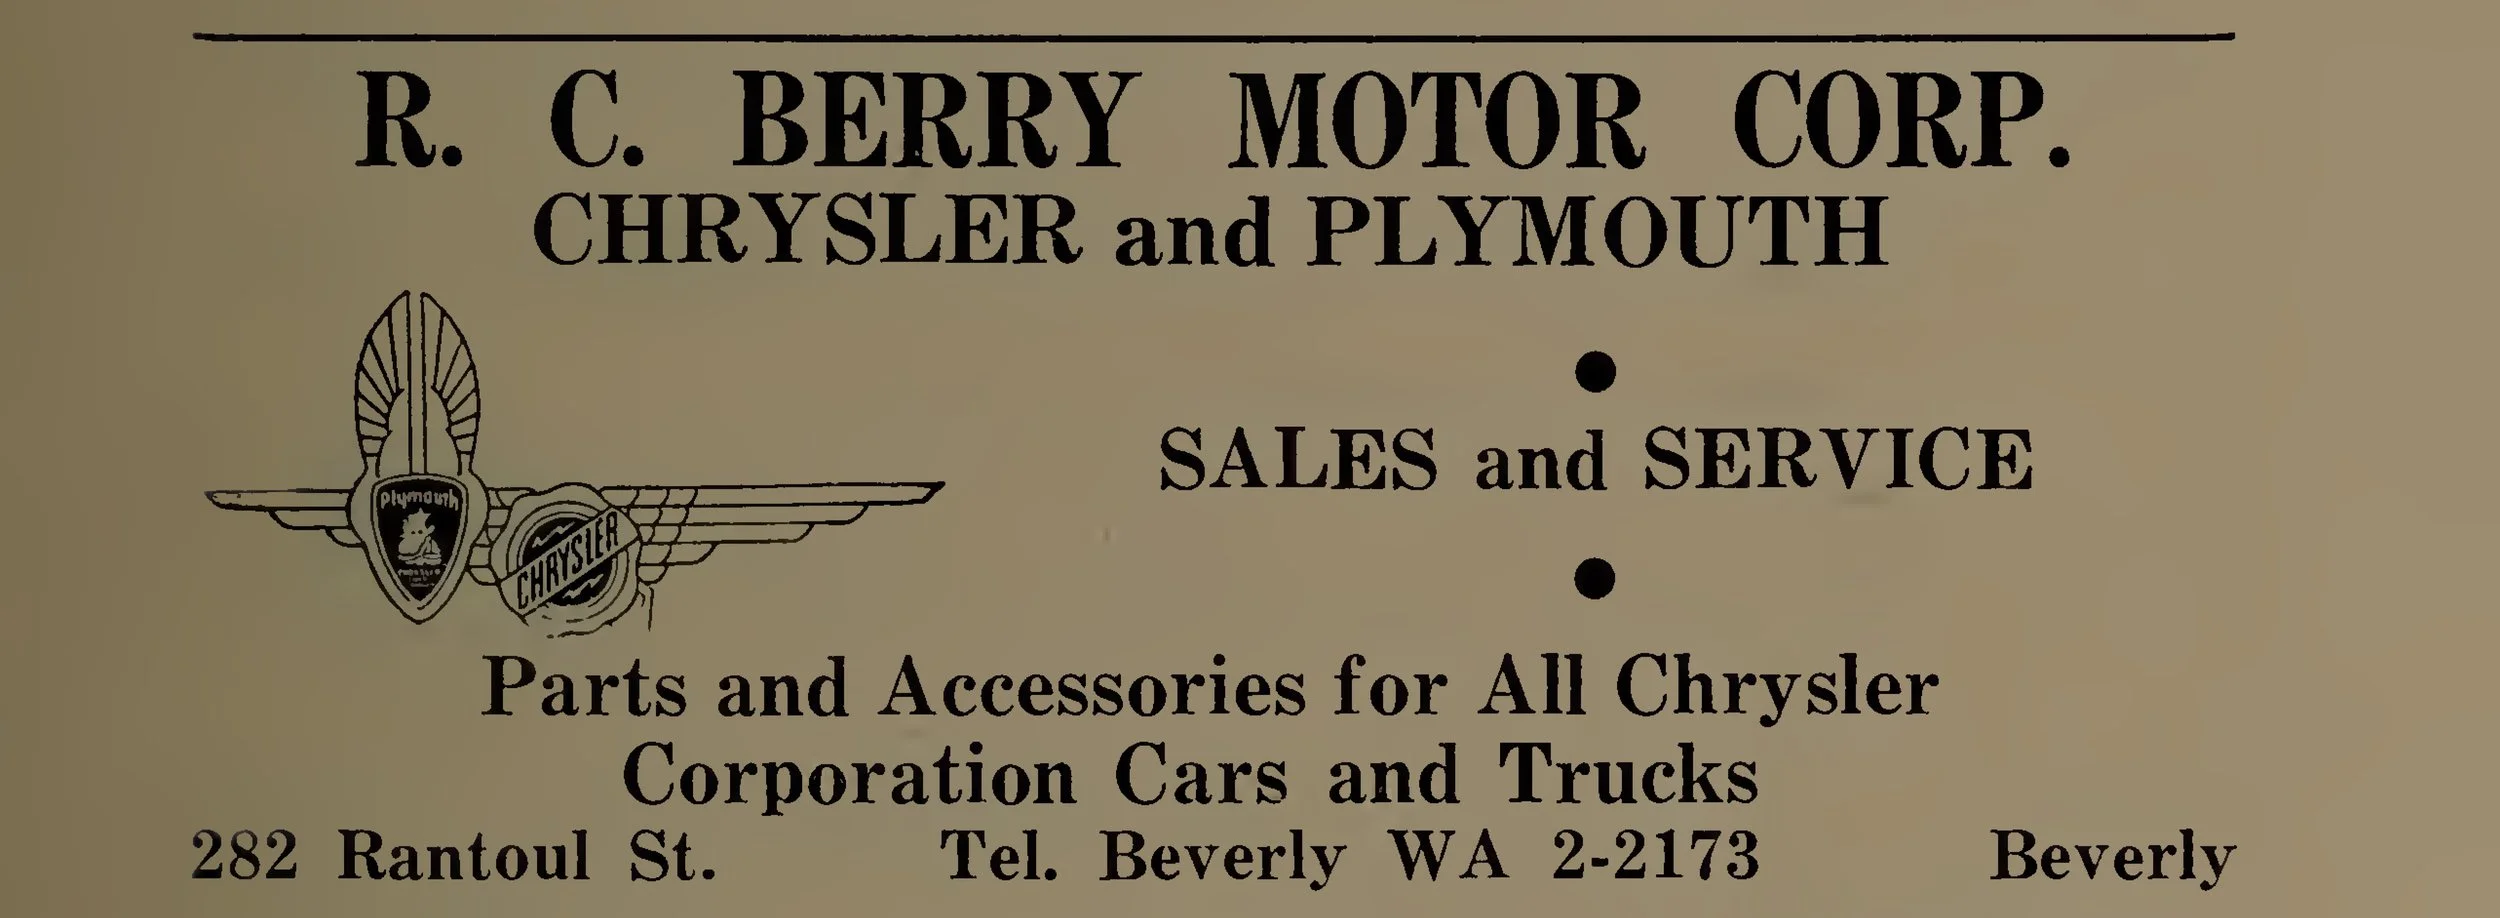 R. C. BERRY MOTOR CORP.
CHRYSLER and PLYMOUTH
plymouth
CHRYSLER
●
SALES and SERVICE
●
Parts and Accessories for All Chrysler
Corporation Cars and Trucks
282 Rantoul St. Tel. Beverly WA 2-2173 Beverly